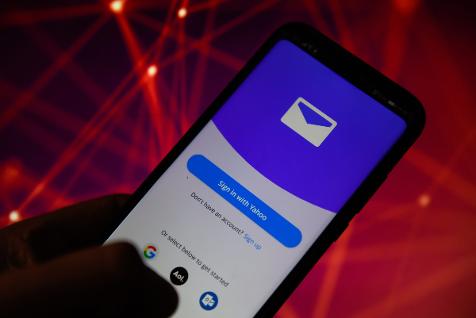 Sign in with Yahoo
Don't have an account? Sign up
Or select below to get started
Aol.